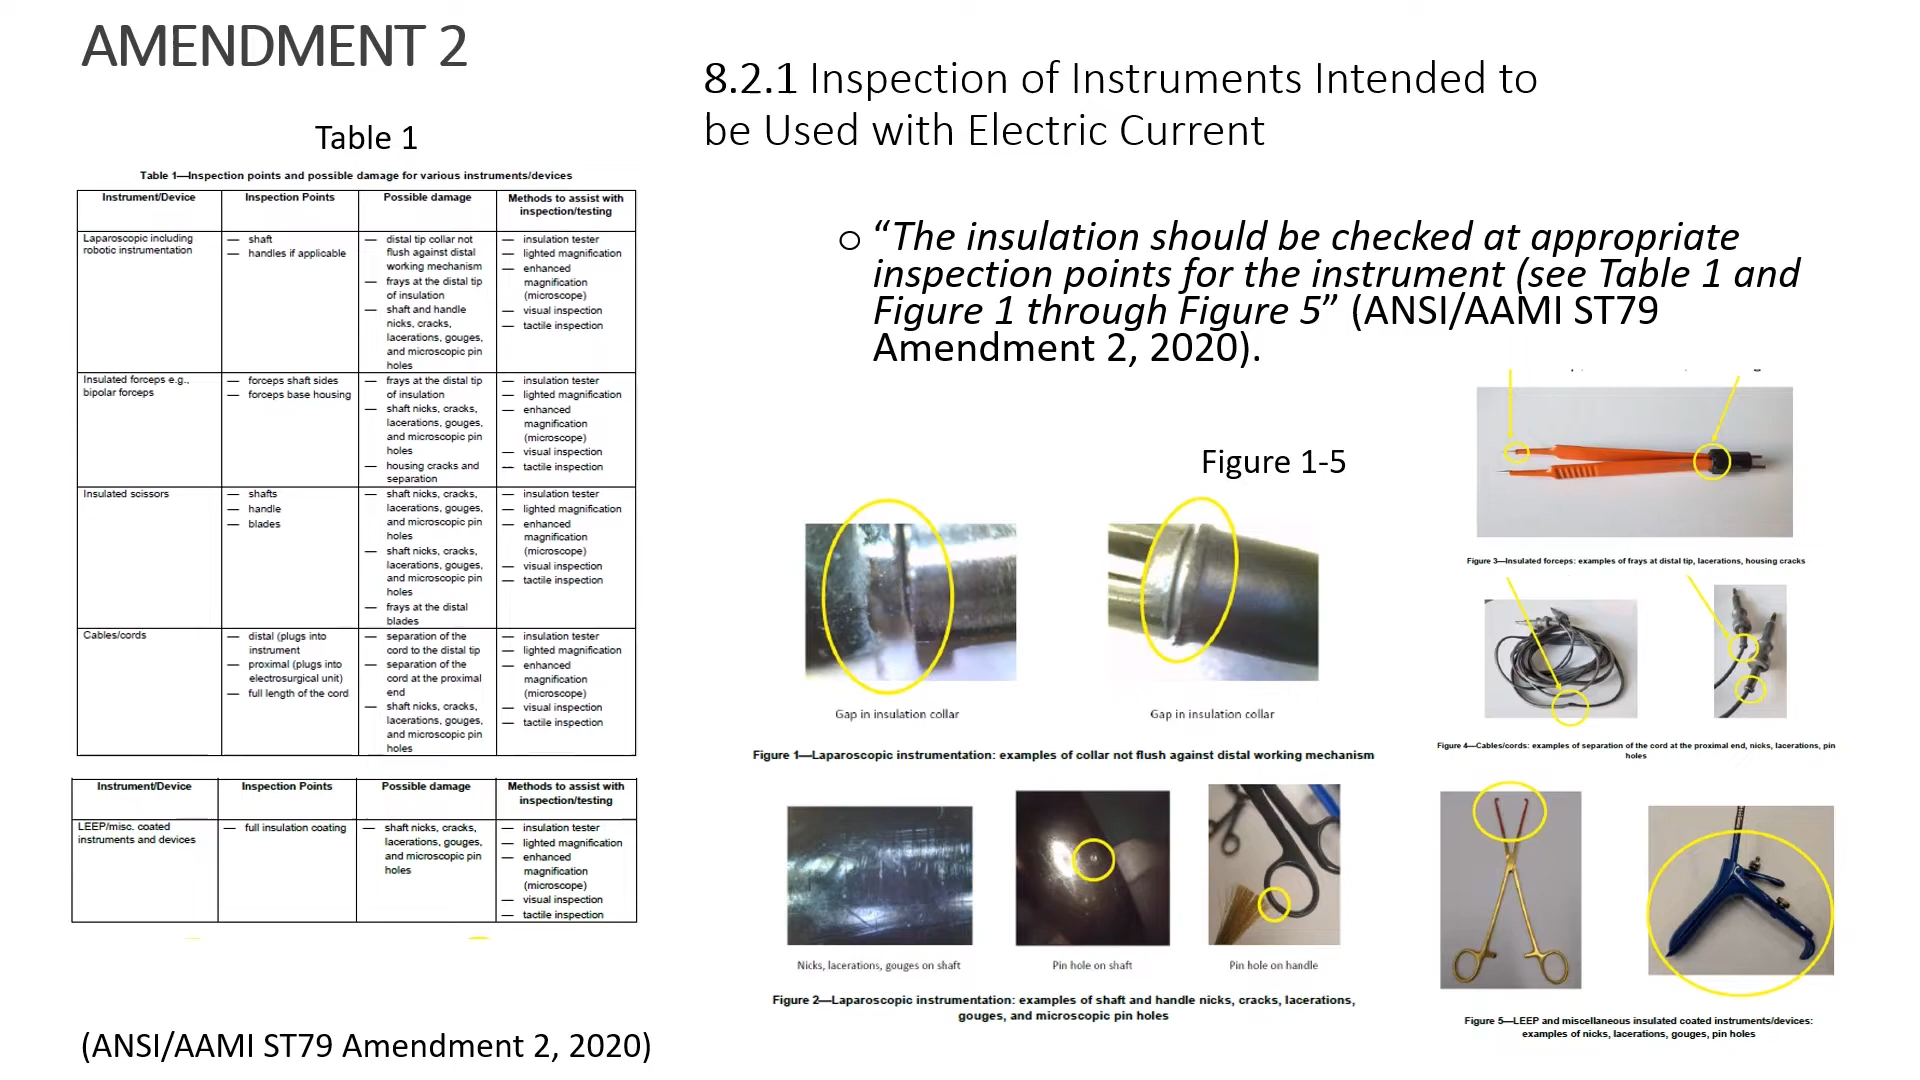 AMENDMENT 2
Table 1
Table 1—Inspection points and possible damage for various instruments/devices
Instrument/Device
Inspection Points
Possible damage
Methods to assist with
inspection/testing
Laparoscopic including
robotic instrumentation
— shaft
— handles if applicable
— distal tip collar not
flush against distal
working mechanism
— frays at the distal tip
of insulation
— shaft and handle
nicks, cracks,
lacerations, gouges,
and microscopic pin
holes
— insulation tester
— lighted magnification
— enhanced
magnification
(microscope)
— visual inspection
— tactile inspection
Insulated forceps e.g.,
bipolar forceps
— forceps shaft sides
— forceps base housing
— frays at the distal tip
of insulation
— shaft nicks, cracks,
lacerations, gouges,
and microscopic pin
holes
— housing cracks and
separation
— insulation tester
— lighted magnification
— enhanced
magnification
(microscope)
— visual inspection
— tactile inspection
Insulated scissors
— shafts
— handle
— blades
— shaft nicks, cracks,
lacerations, gouges,
and microscopic pin
holes
— shaft nicks, cracks,
lacerations, gouges,
and microscopic pin
holes
— frays at the distal
blades
— insulation tester
— lighted magnification
— enhanced
magnification
(microscope)
— visual inspection
— tactile inspection
Cables/cords
— distal (plugs into
instrument
— proximal (plugs into
electrosurgical unit)
— full length of the cord
— separation of the
cord to the distal tip
— separation of the
cord at the proximal
end
— shaft nicks, cracks,
lacerations, gouges,
and microscopic pin
holes
— insulation tester
— lighted magnification
— enhanced
magnification
(microscope)
— visual inspection
— tactile inspection
Instrument/Device
Inspection Points
Possible damage
Methods to assist with
inspection/testing
LEEP/misc. coated
instruments and devices
— full insulation coating
— shaft nicks, cracks,
lacerations, gouges,
and microscopic pin
holes
— insulation tester
— lighted magnification
— enhanced
magnification
(microscope)
— visual inspection
— tactile inspection
(ANSI/AAMI ST79 Amendment 2, 2020)
8.2.1 Inspection of Instruments Intended to
be Used with Electric Current
o “The insulation should be checked at appropriate
inspection points for the instrument (see Table 1 and
Figure 1 through Figure 5” (ANSI/AAMI ST79
Amendment 2, 2020).
Figure 1-5
Gap in insulation collar
Gap in insulation collar
Figure 1—Laparoscopic instrumentation: examples of collar not flush against distal working mechanism
Nicks, lacerations, gouges on shaft
Pin hole on shaft
Pin hole on handle
Figure 2—Laparoscopic instrumentation: examples of shaft and handle nicks, cracks, lacerations,
gouges, and microscopic pin holes
Figure 3—Insulated forceps: examples of frays at distal tip, lacerations, housing cracks
Figure 4—Cables/cords: examples of separation of the cord at the proximal end, nicks, lacerations, pin
holes
Figure 5—LEEP and miscellaneous insulated coated instruments/devices:
examples of nicks, lacerations, gouges, pin holes